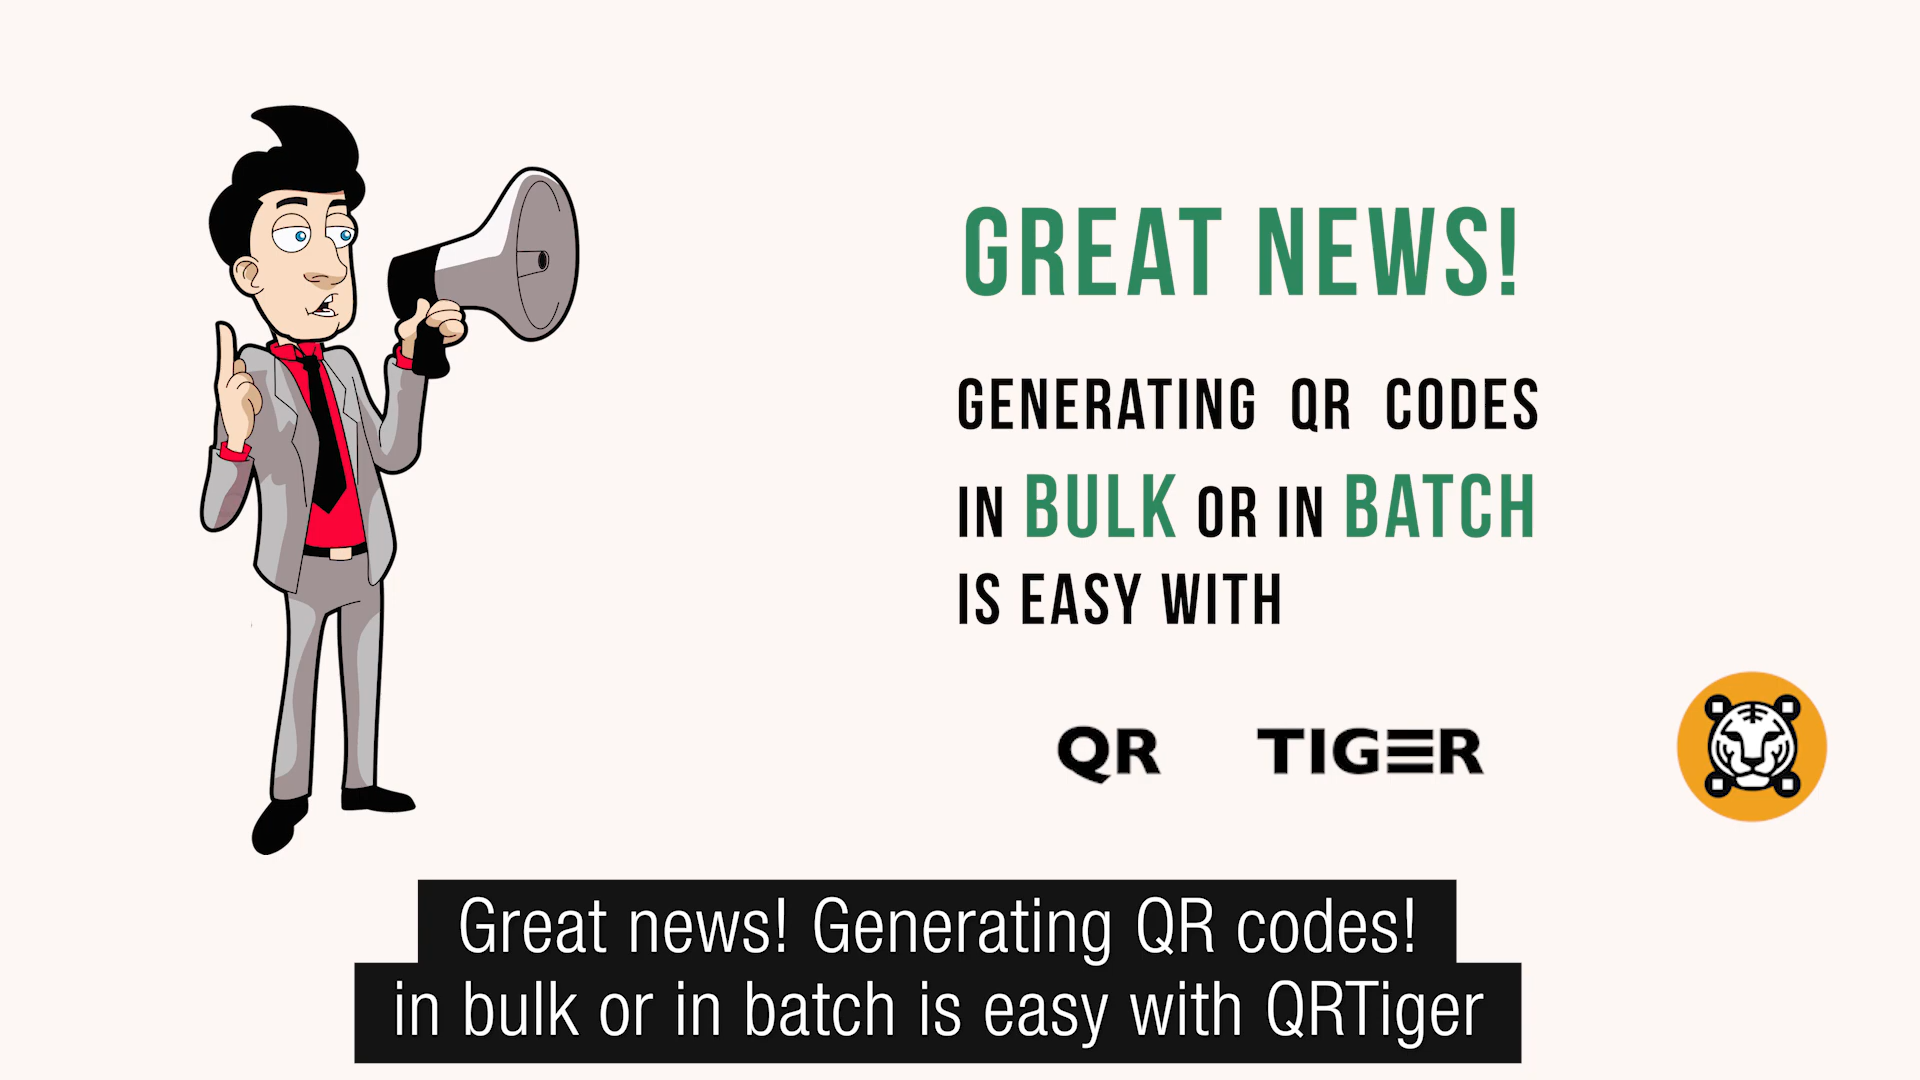 GREAT NEWS!
GENERATING QR CODES
IN BULK OR IN BATCH
IS EASY WITH
QR TIGER
Great news! Generating QR codes!
in bulk or in batch is easy with QRTiger